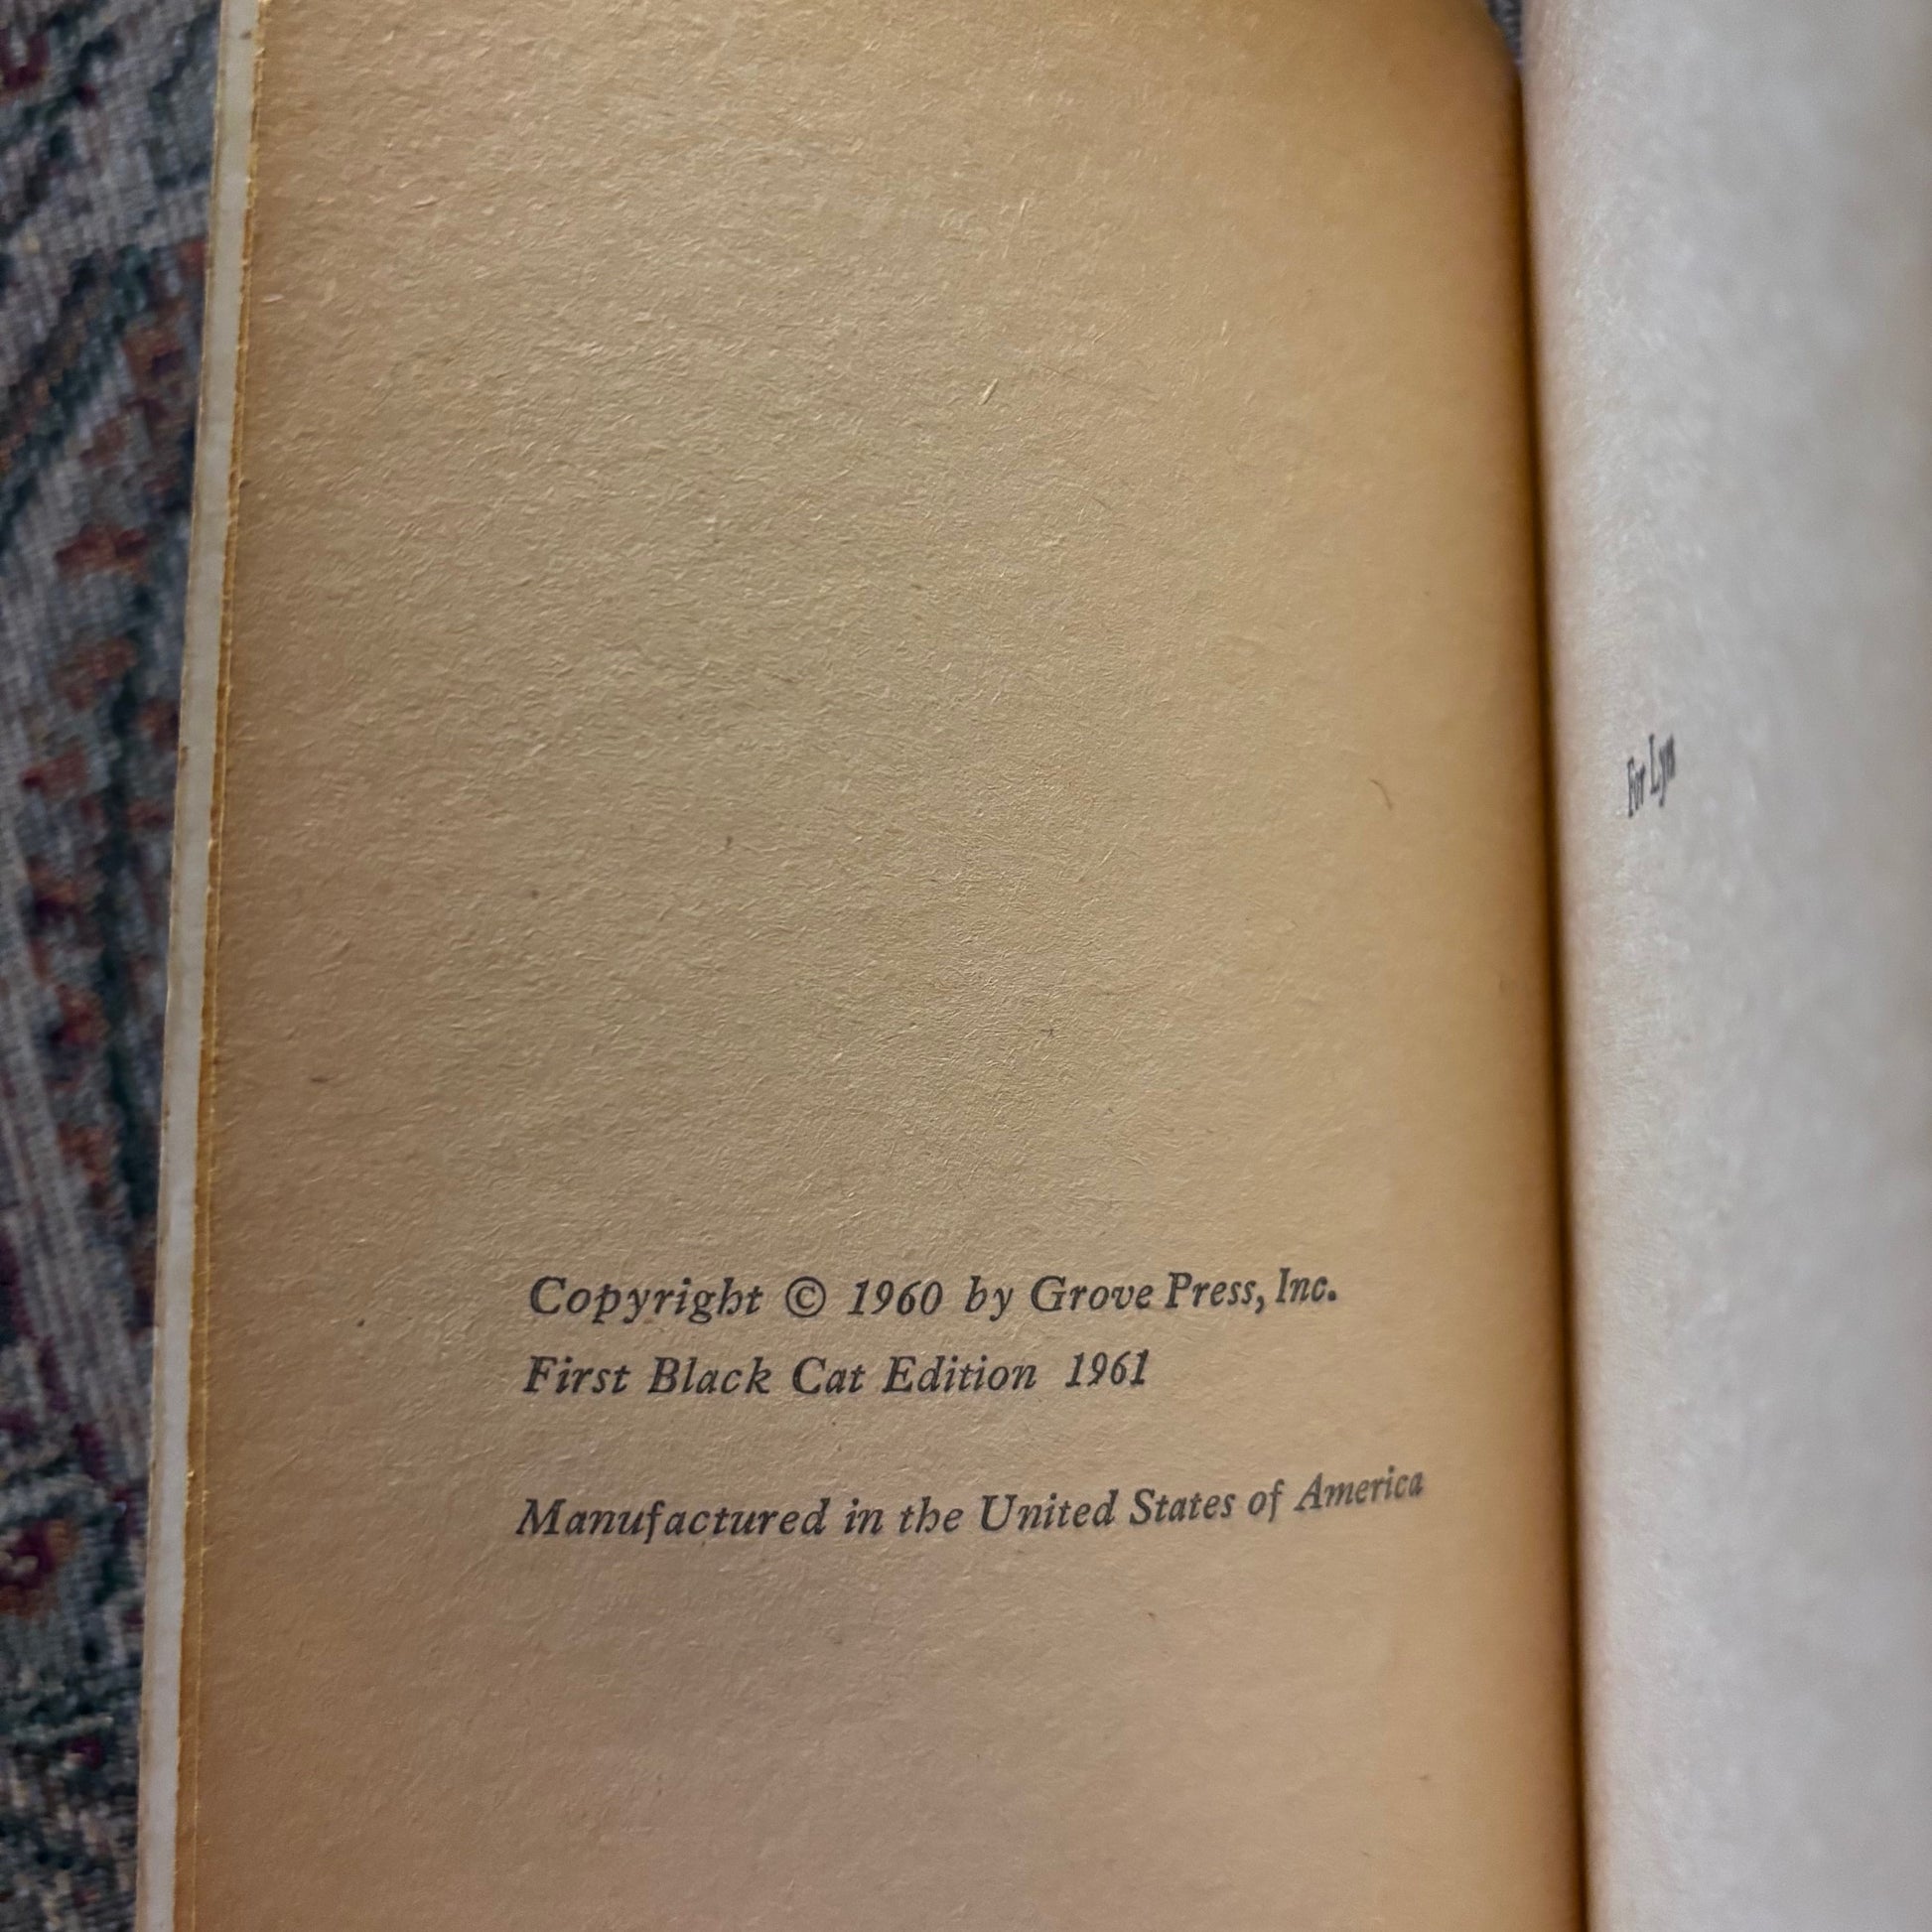 Copyright © 1960 by Grove Press, Inc.
First Black Cat Edition 1961
Manufactured in the United States of America
For Lyn